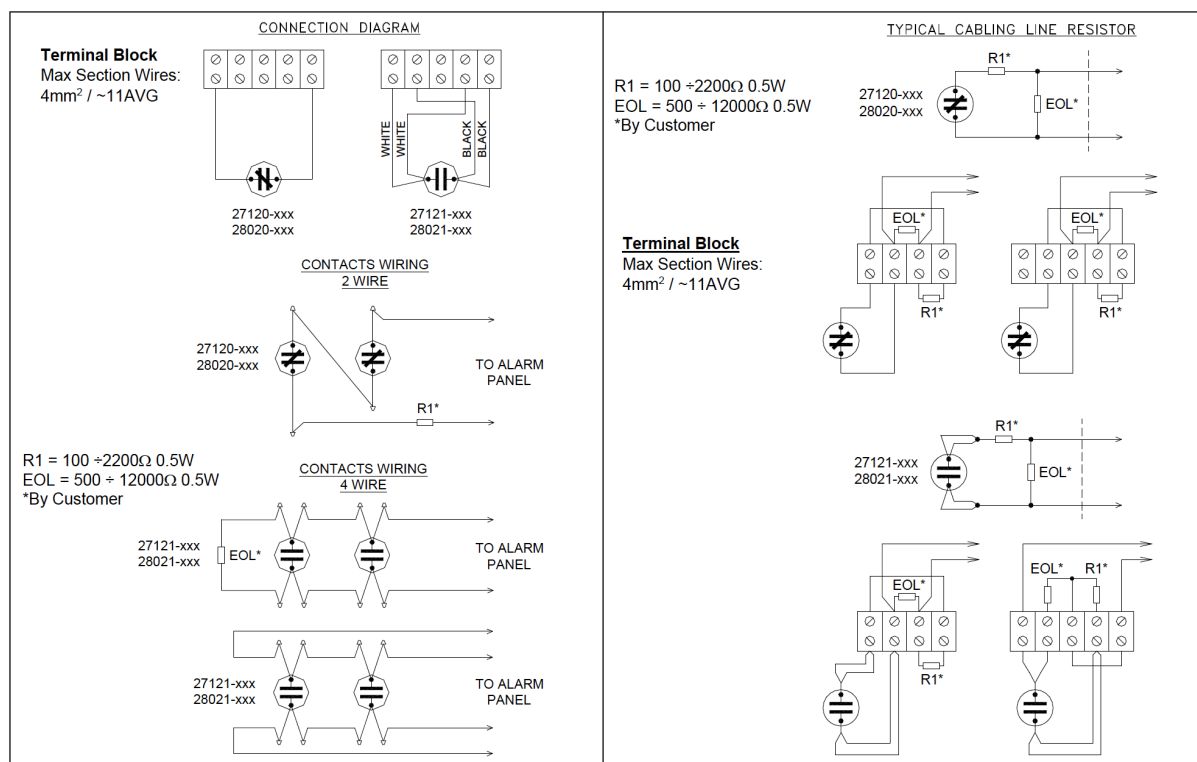 CONNECTION DIAGRAM
Terminal Block
Max Section Wires:
4mm² / ~11AVG
WHITE
WHITE
BLACK
BLACK
27120-xxx
28020-xxx
27121-xxx
28021-xxx
CONTACTS WIRING
2 WIRE
27120-xxx
28020-xxx
TO ALARM
PANEL
R1*
R1 = 100 ÷2200Ω 0.5W
EOL = 500 ÷ 12000Ω 0.5W
*By Customer
CONTACTS WIRING
4 WIRE
27121-xxx
28021-xxx
EOL*
TO ALARM
PANEL
27121-xxx
28021-xxx
TO ALARM
PANEL
TYPICAL CABLING LINE RESISTOR
R1 = 100 ÷2200Ω 0.5W
EOL = 500 ÷ 12000Ω 0.5W
*By Customer
R1*
27120-xxx
28020-xxx
EOL*
EOL*
EOL*
Terminal Block
Max Section Wires:
4mm² / ~11AVG
R1*
R1*
R1*
27121-xxx
28021-xxx
EOL*
EOL*
R1*
EOL* R1*